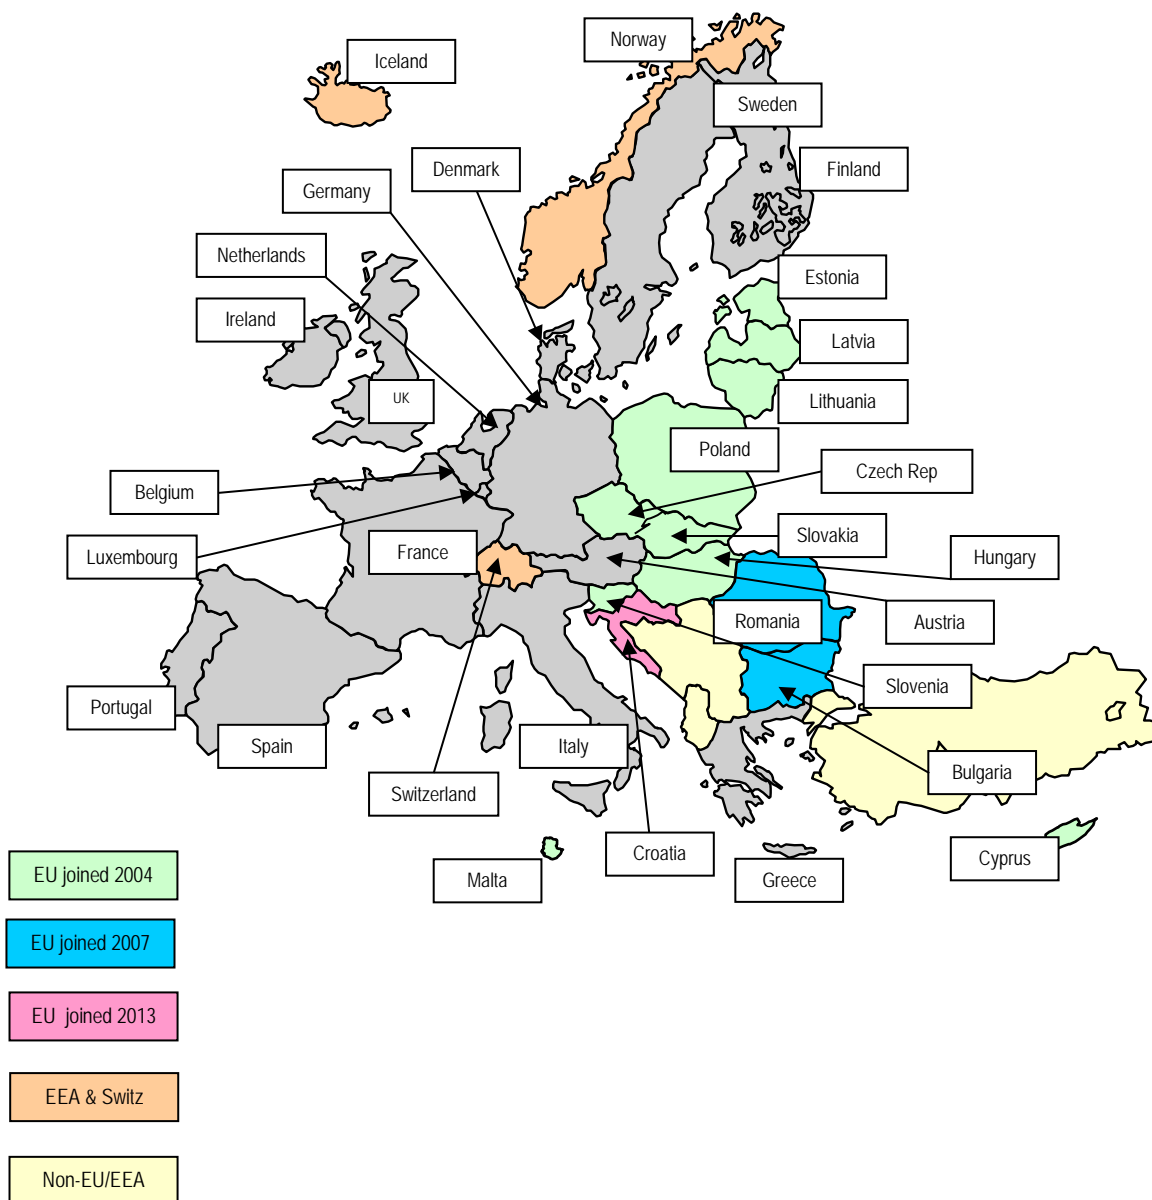 Norway
Iceland
Sweden
Denmark
Finland
Germany
Netherlands
Estonia
Ireland
Latvia
UK
Lithuania
Poland
Czech Rep
Belgium
Slovakia
France
Luxembourg
Hungary
Romania
Austria
Slovenia
Portugal
Spain
Italy
Bulgaria
Switzerland
Croatia
Cyprus
Malta
Greece
EU joined 2004
EU joined 2007
EU  joined 2013
EEA & Switz
Non-EU/EEA